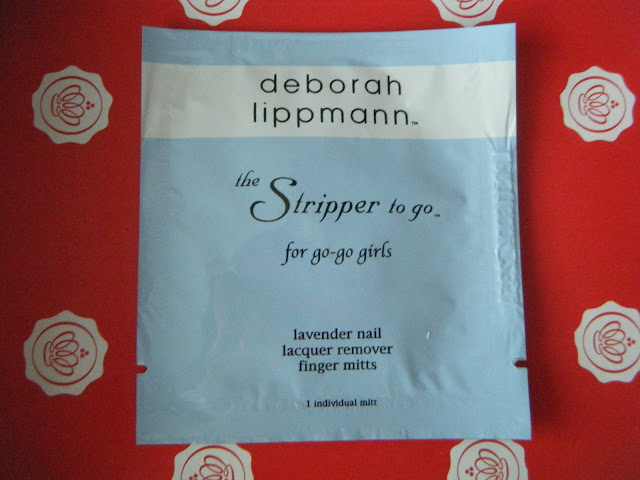 deborah
lippmann™
the Stripper to go™
for go-go girls
lavender nail
lacquer remover
finger mitts
1 individual mitt